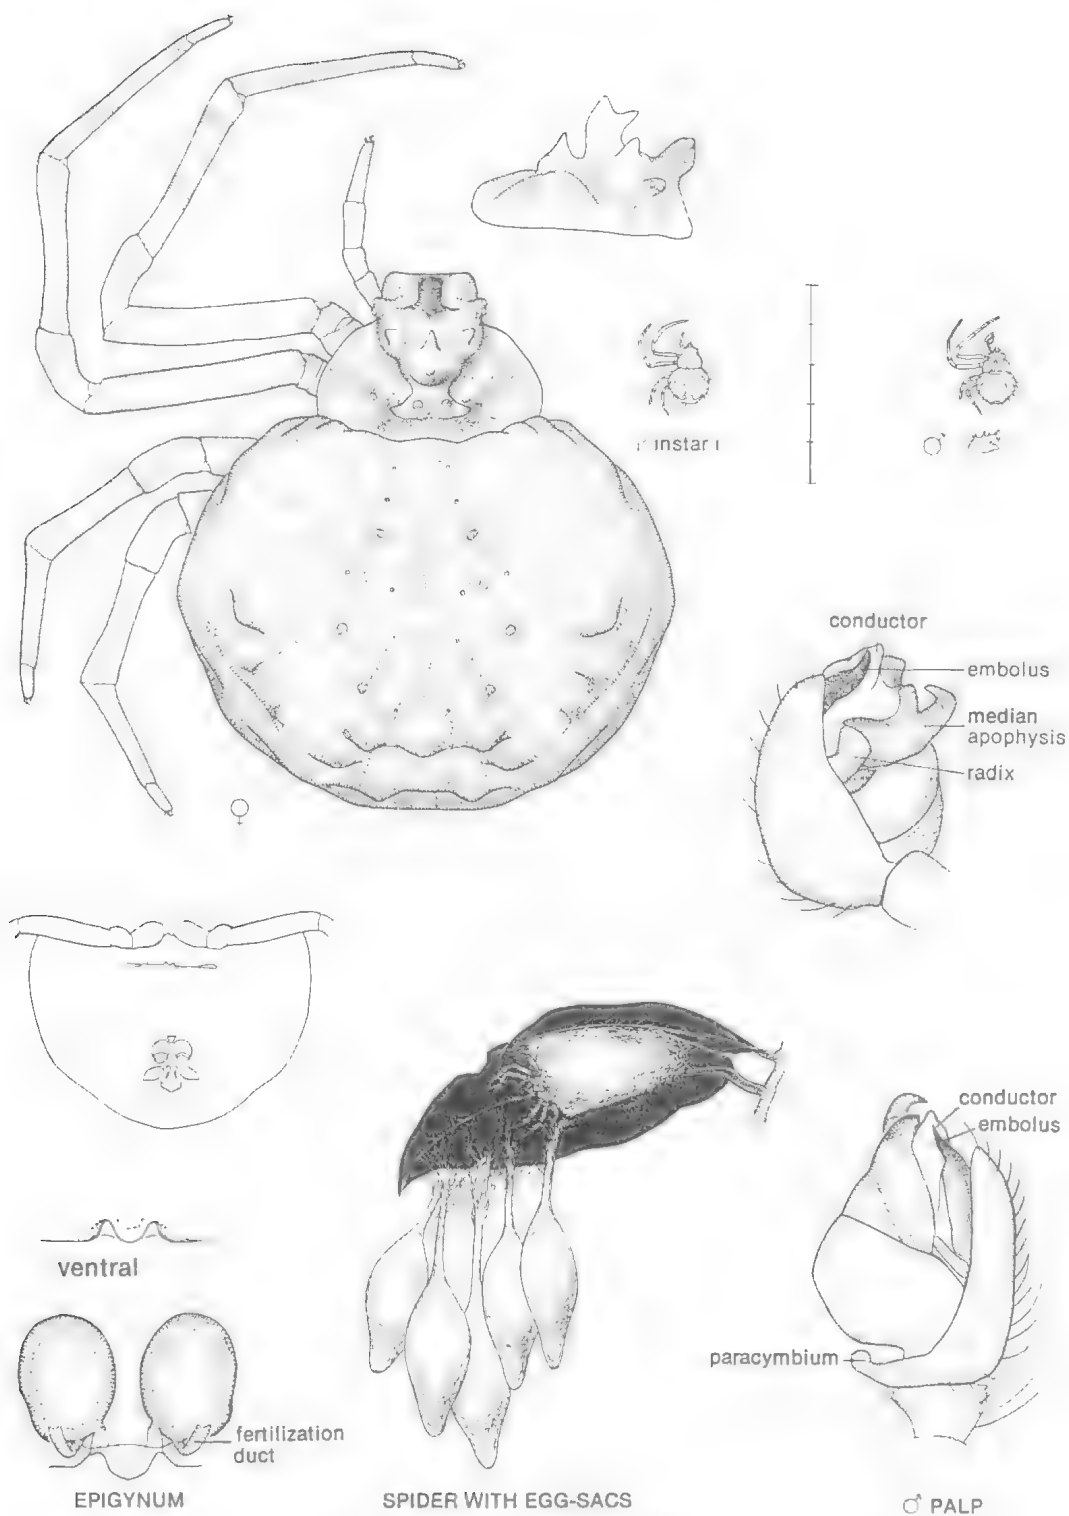 instar
♂
conductor
embolus
median
apophysis
radix
♀
conductor
embolus
ventral
paracymbium
fertilization
duct
EPIGYNUM
SPIDER WITH EGG-SACS
♂ PALP